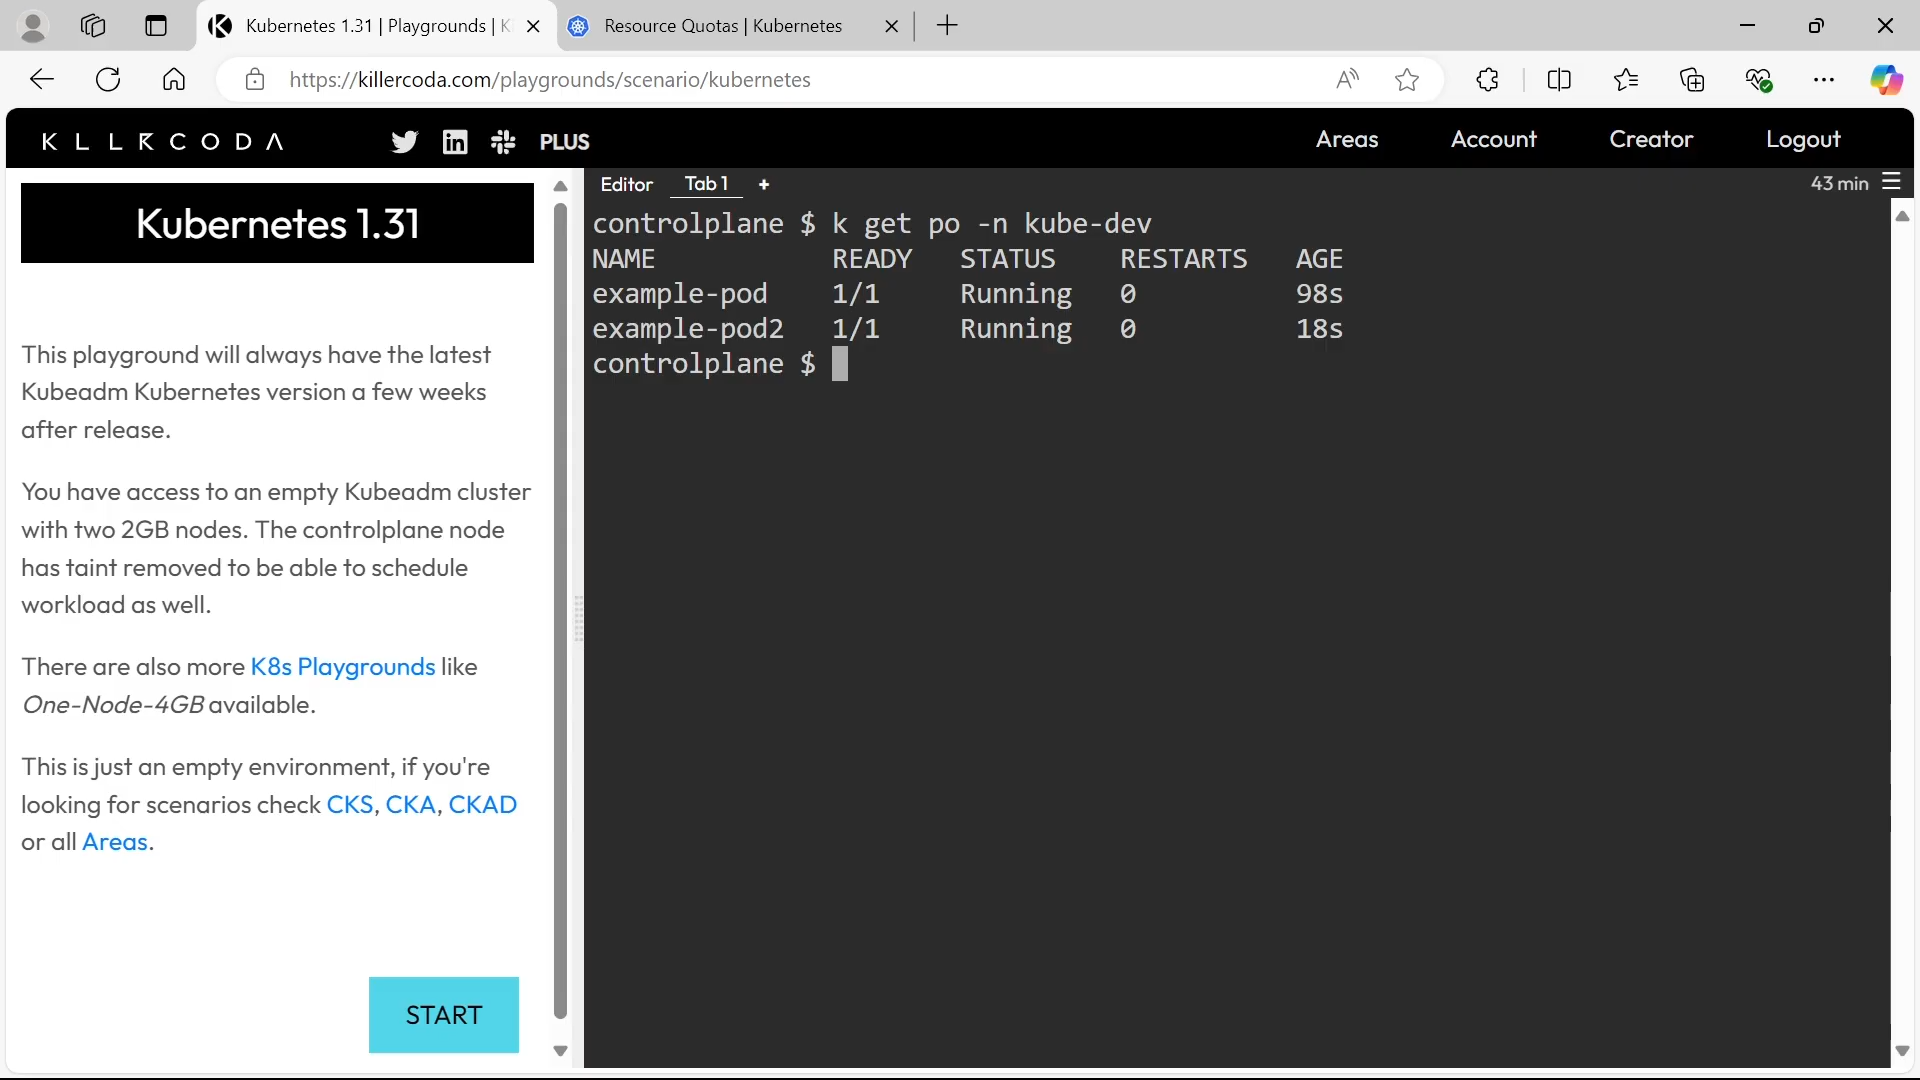 Kubernetes 1.31 | Playgrounds | K
Resource Quotas | Kubernetes
https://killercoda.com/playgrounds/scenario/kubernetes
KLLRCODA
PLUS
Areas
Account
Creator
Logout
Kubernetes 1.31
This playground will always have the latest
Kubeadm Kubernetes version a few weeks
after release.
You have access to an empty Kubeadm cluster
with two 2GB nodes. The controlplane node
has taint removed to be able to schedule
workload as well.
There are also more K8s Playgrounds like
One-Node-4GB available.
This is just an empty environment, if you're
looking for scenarios check CKS, CKA, CKAD
or all Areas.
START
Editor
Tab 1
+
43 min
controlplane $ k get po -n kube-dev
NAME READY STATUS RESTARTS AGE
example-pod 1/1 Running 0 98s
example-pod2 1/1 Running 0 18s
controlplane $